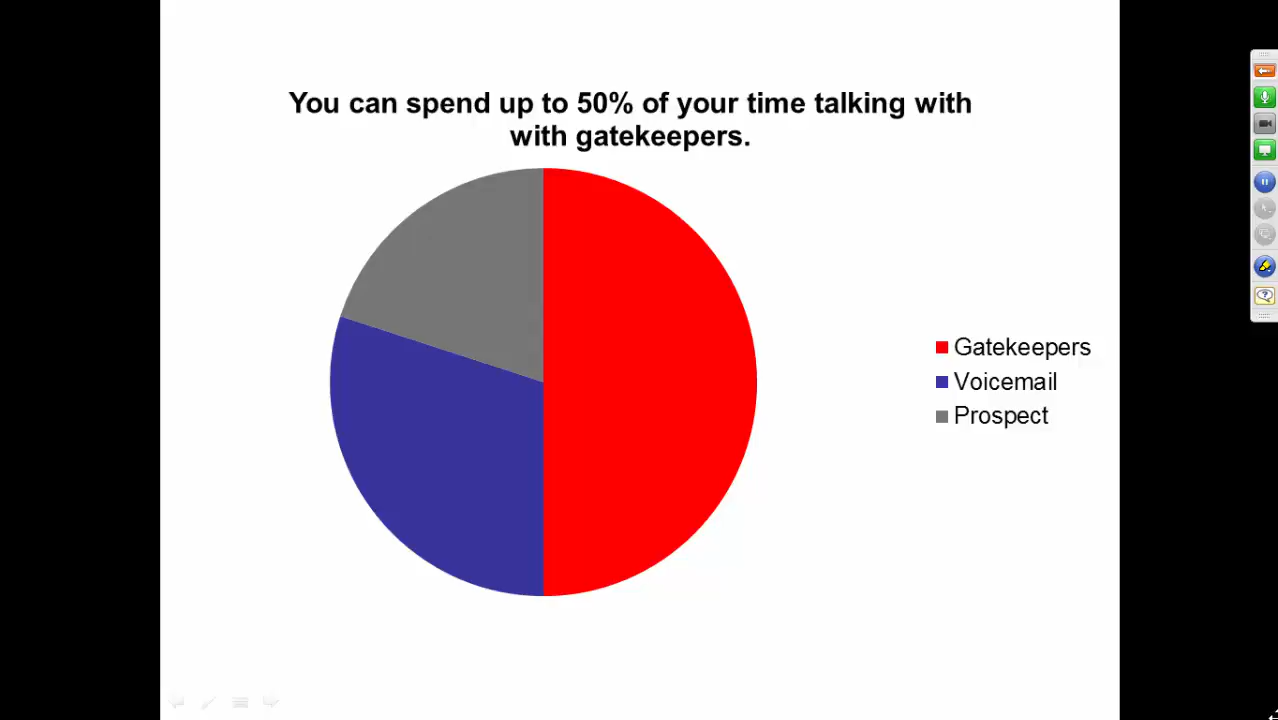 You can spend up to 50% of your time talking with
with gatekeepers.
Gatekeepers
Voicemail
Prospect